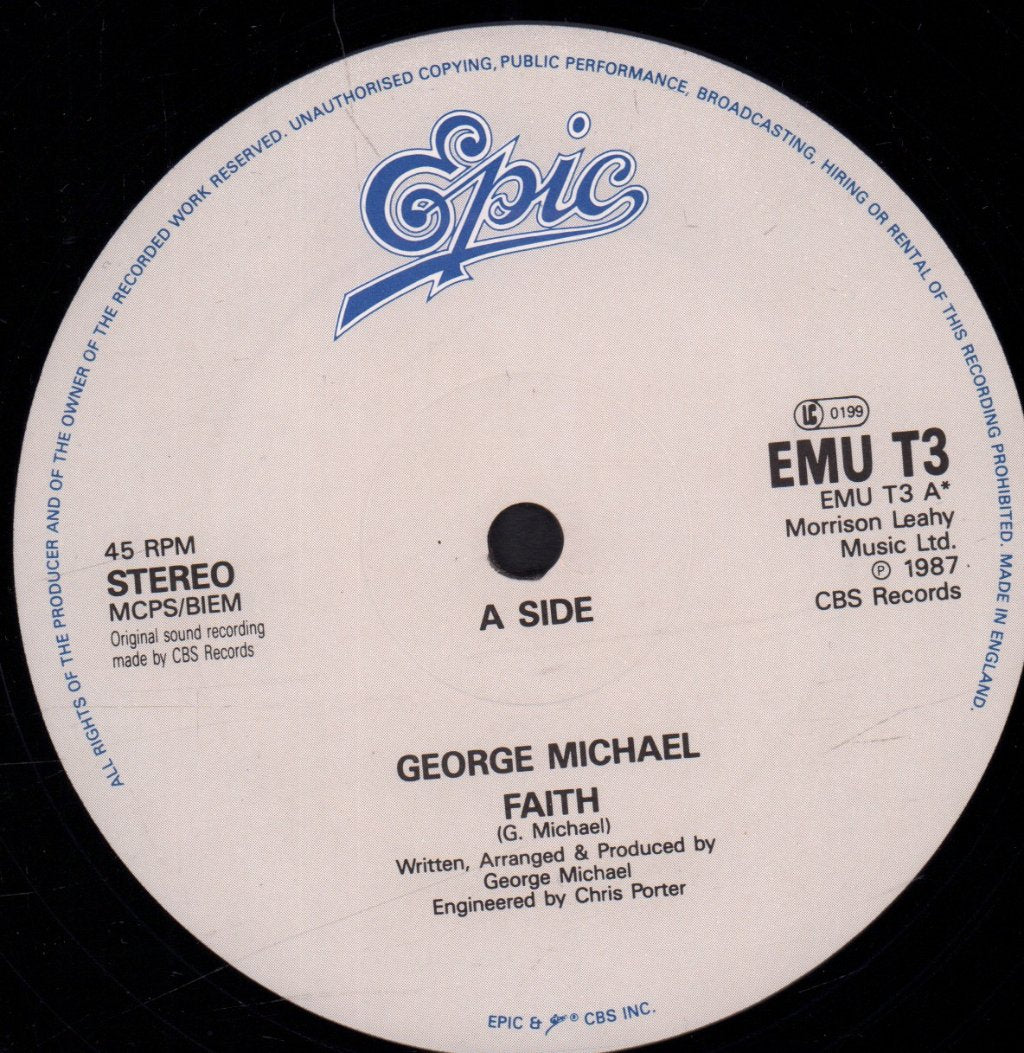 ALL RIGHTS OF THE PRODUCER AND OF THE OWNER OF THE RECORDED WORK RESERVED. UNAUTHORISED COPYING, PUBLIC PERFORMANCE, BROADCASTING, HIRING OR RENTAL OF THIS RECORDING PROHIBITED. MADE IN ENGLAND.
Epic
LC 0199
EMU T3
EMU T3 A*
Morrison Leahy
Music Ltd.
℗ 1987
CBS Records
45 RPM
STEREO
MCPS/BIEM
Original sound recording
made by CBS Records
A SIDE
GEORGE MICHAEL
FAITH
(G. Michael)
Written, Arranged & Produced by
George Michael
Engineered by Chris Porter
EPIC & Epic ® CBS INC.